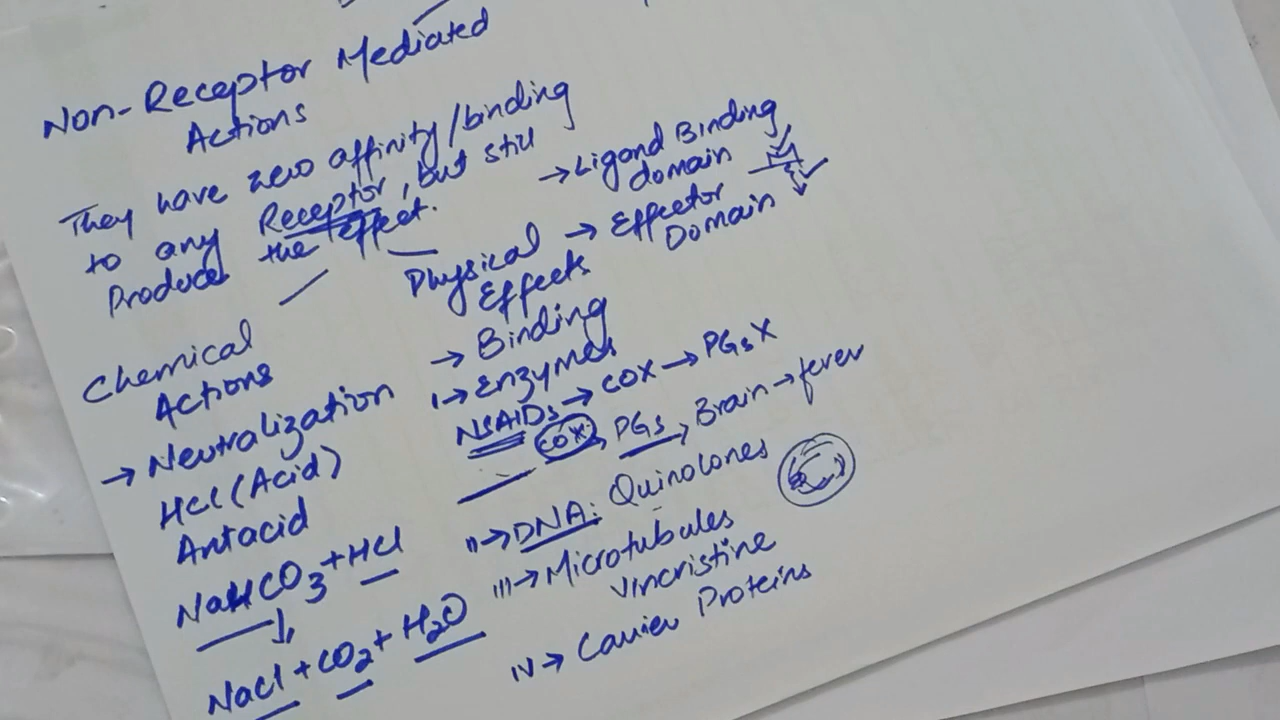 Non-Receptor Mediated
Actions
They have zero affinity/binding
to any Receptor, but still
Produces the effect.
Chemical
Actions
→ Neutralization
HCl (Acid)
Antacid
NaHCO3 + HCl
↓
NaCl + CO2 + H2O
Physical
Effects
→ Ligand Binding
domain
→ Effector
Domain
→ Binding
I→ Enzymes
NSAIDs → COX → PGs X
COX, PGs, Brain → fever
II→ DNA: Quinolones
III→ Microtubules
Vincristine
IV→ Carrier Proteins